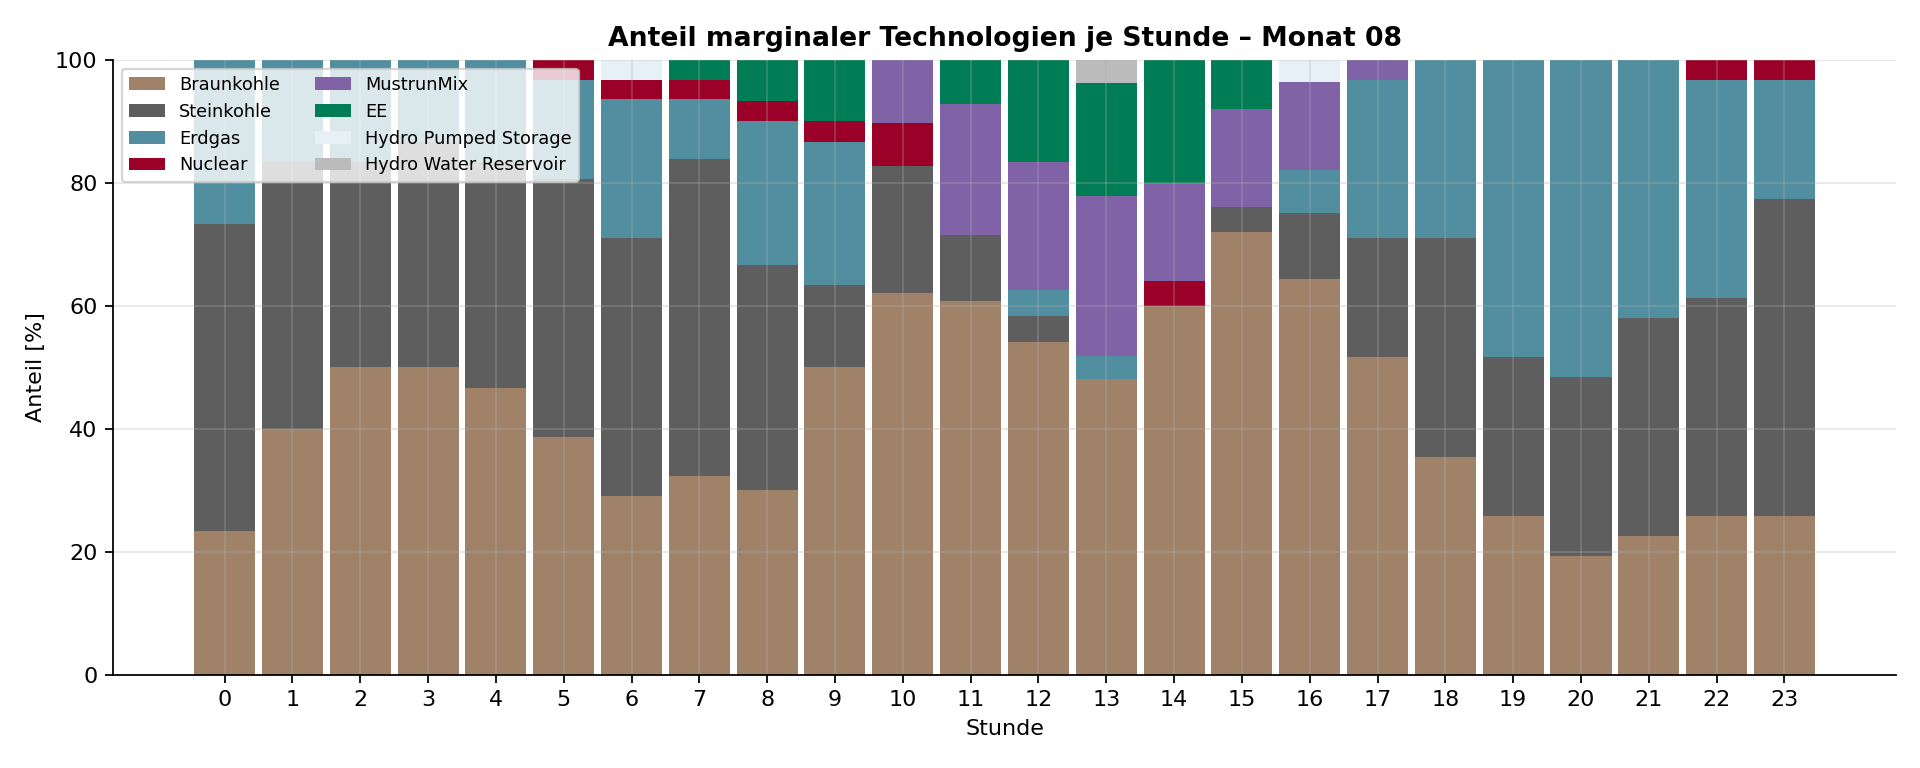 Anteil marginaler Technologien je Stunde – Monat 08
100
80
60
40
20
0
Anteil [%]
Braunkohle
Steinkohle
Erdgas
Nuclear
MustrunMix
EE
Hydro Pumped Storage
Hydro Water Reservoir
0 1 2 3 4 5 6 7 8 9 10 11 12 13 14 15 16 17 18 19 20 21 22 23
Stunde